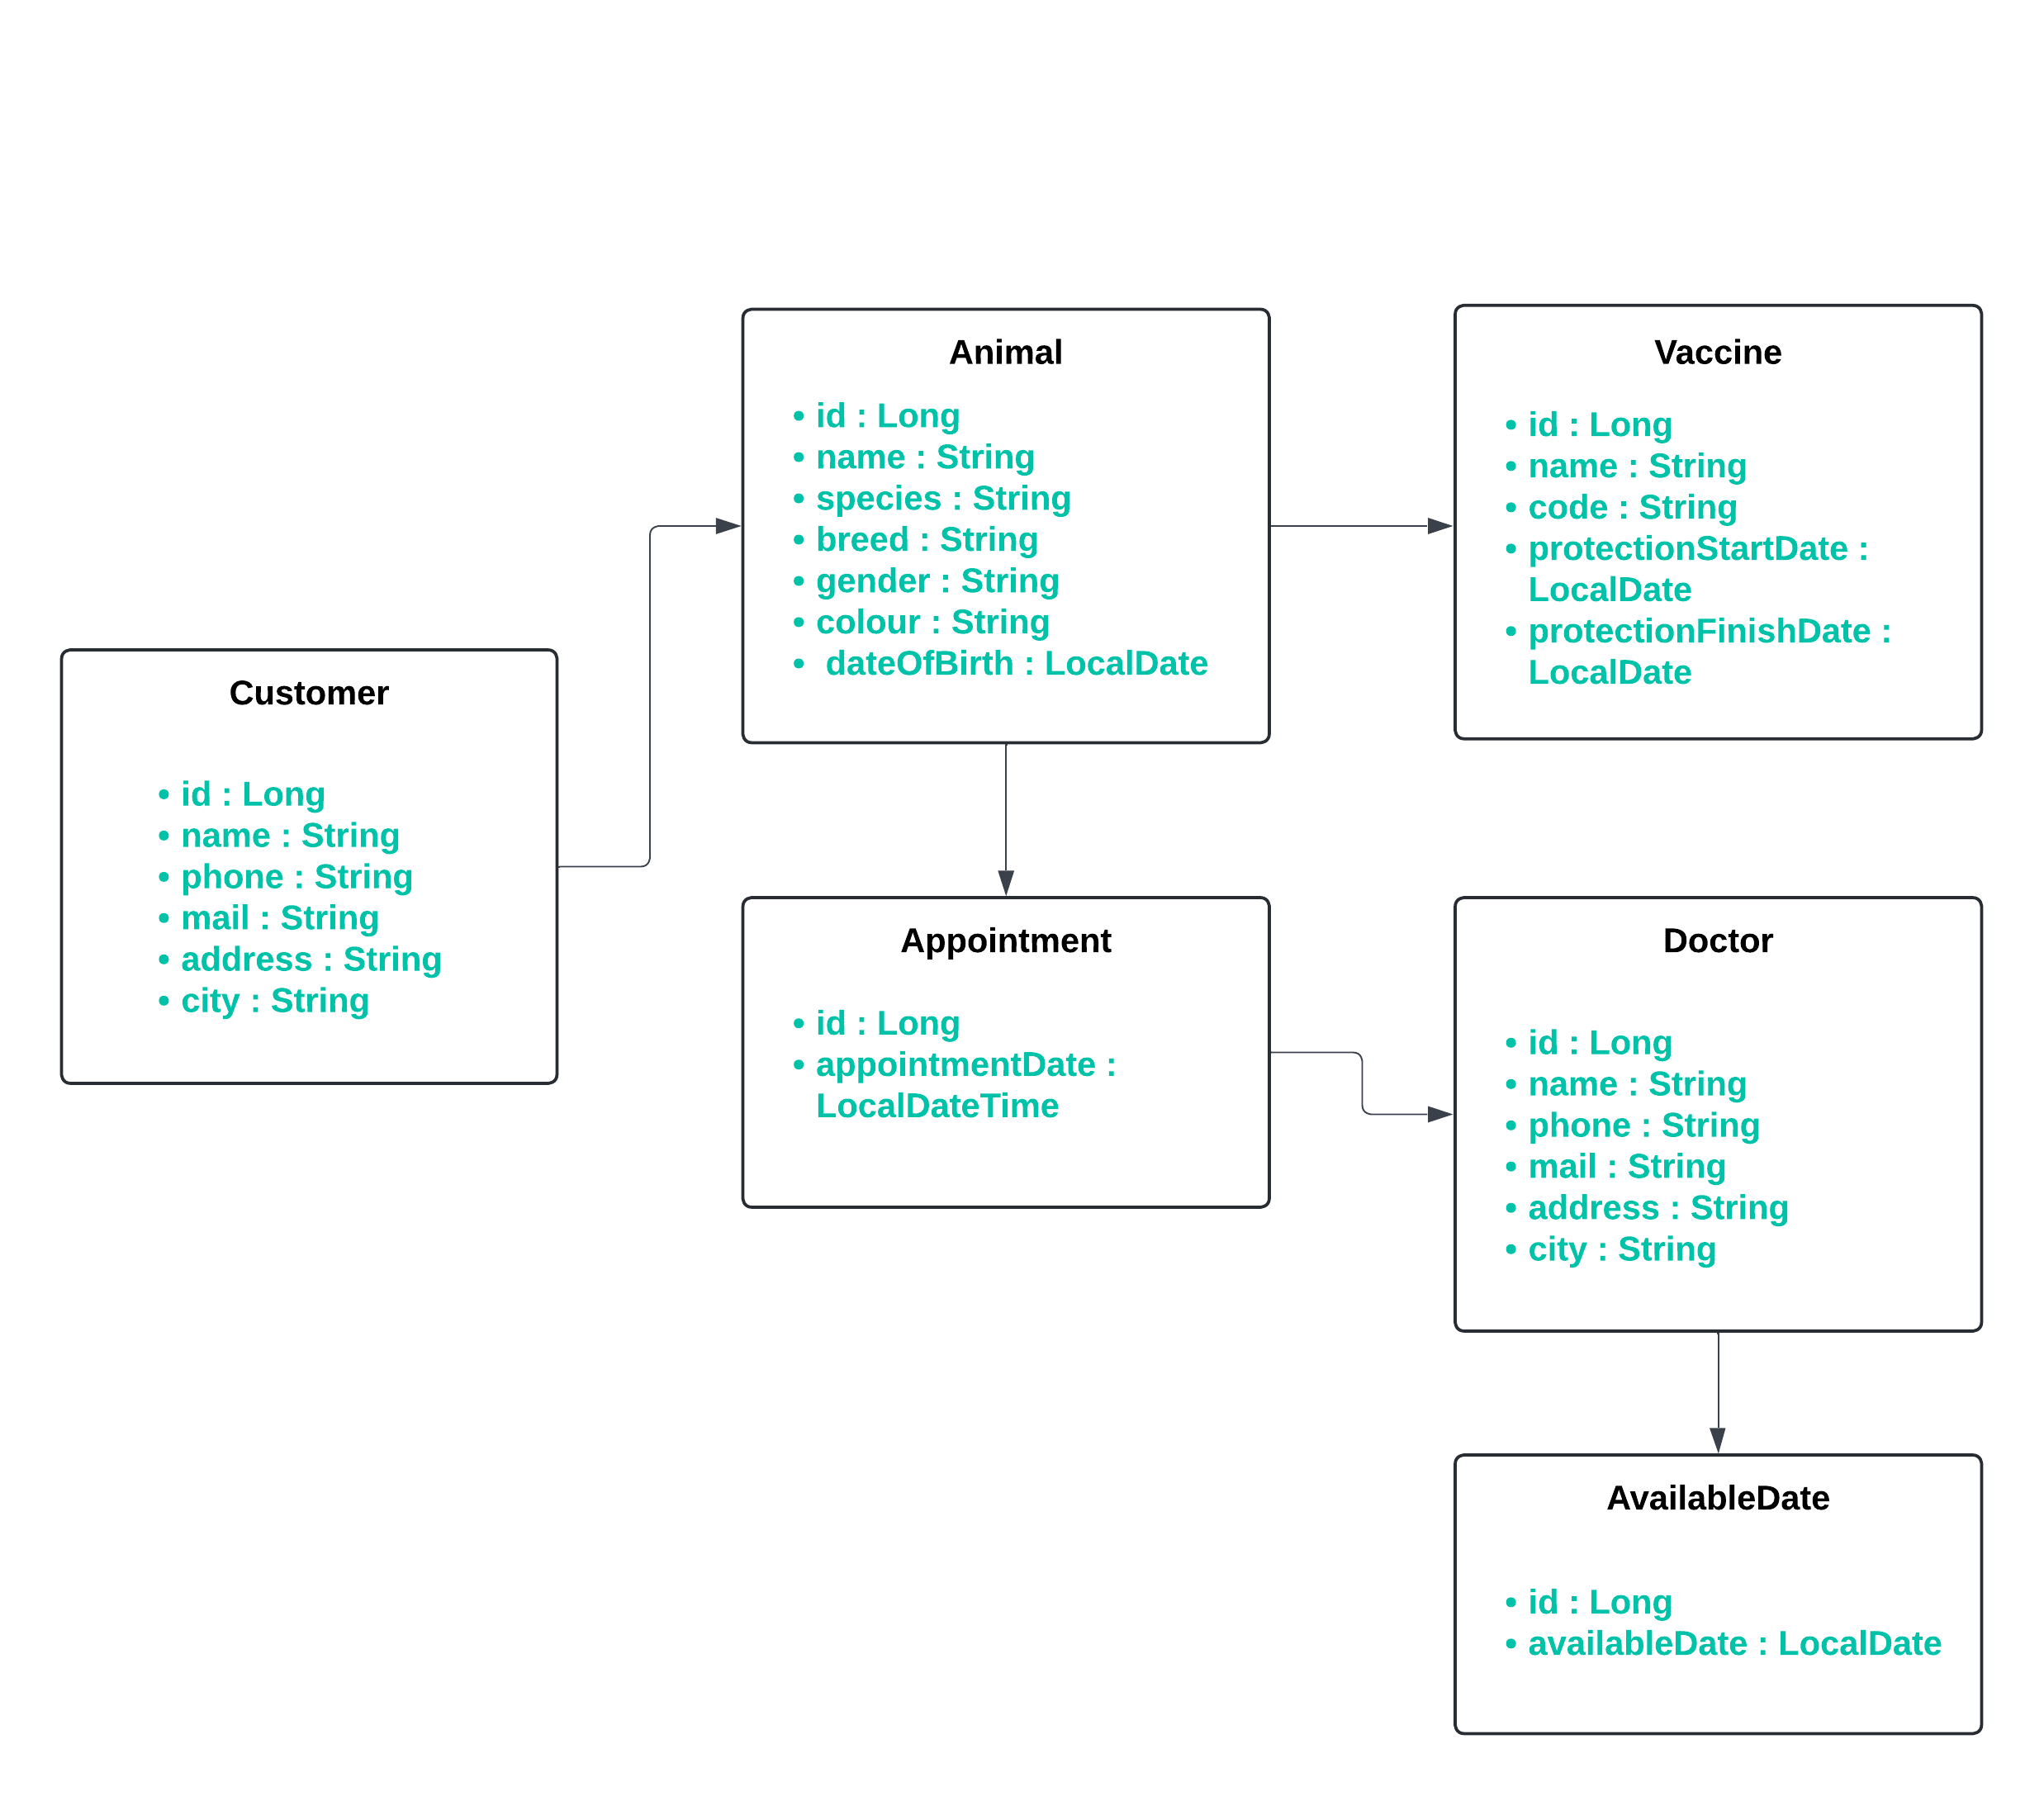 Animal
• id : Long
• name : String
• species : String
• breed : String
• gender : String
• colour : String
• dateOfBirth : LocalDate
Vaccine
• id : Long
• name : String
• code : String
• protectionStartDate :
LocalDate
• protectionFinishDate :
LocalDate
Customer
• id : Long
• name : String
• phone : String
• mail : String
• address : String
• city : String
Appointment
• id : Long
• appointmentDate :
LocalDateTime
Doctor
• id : Long
• name : String
• phone : String
• mail : String
• address : String
• city : String
AvailableDate
• id : Long
• availableDate : LocalDate